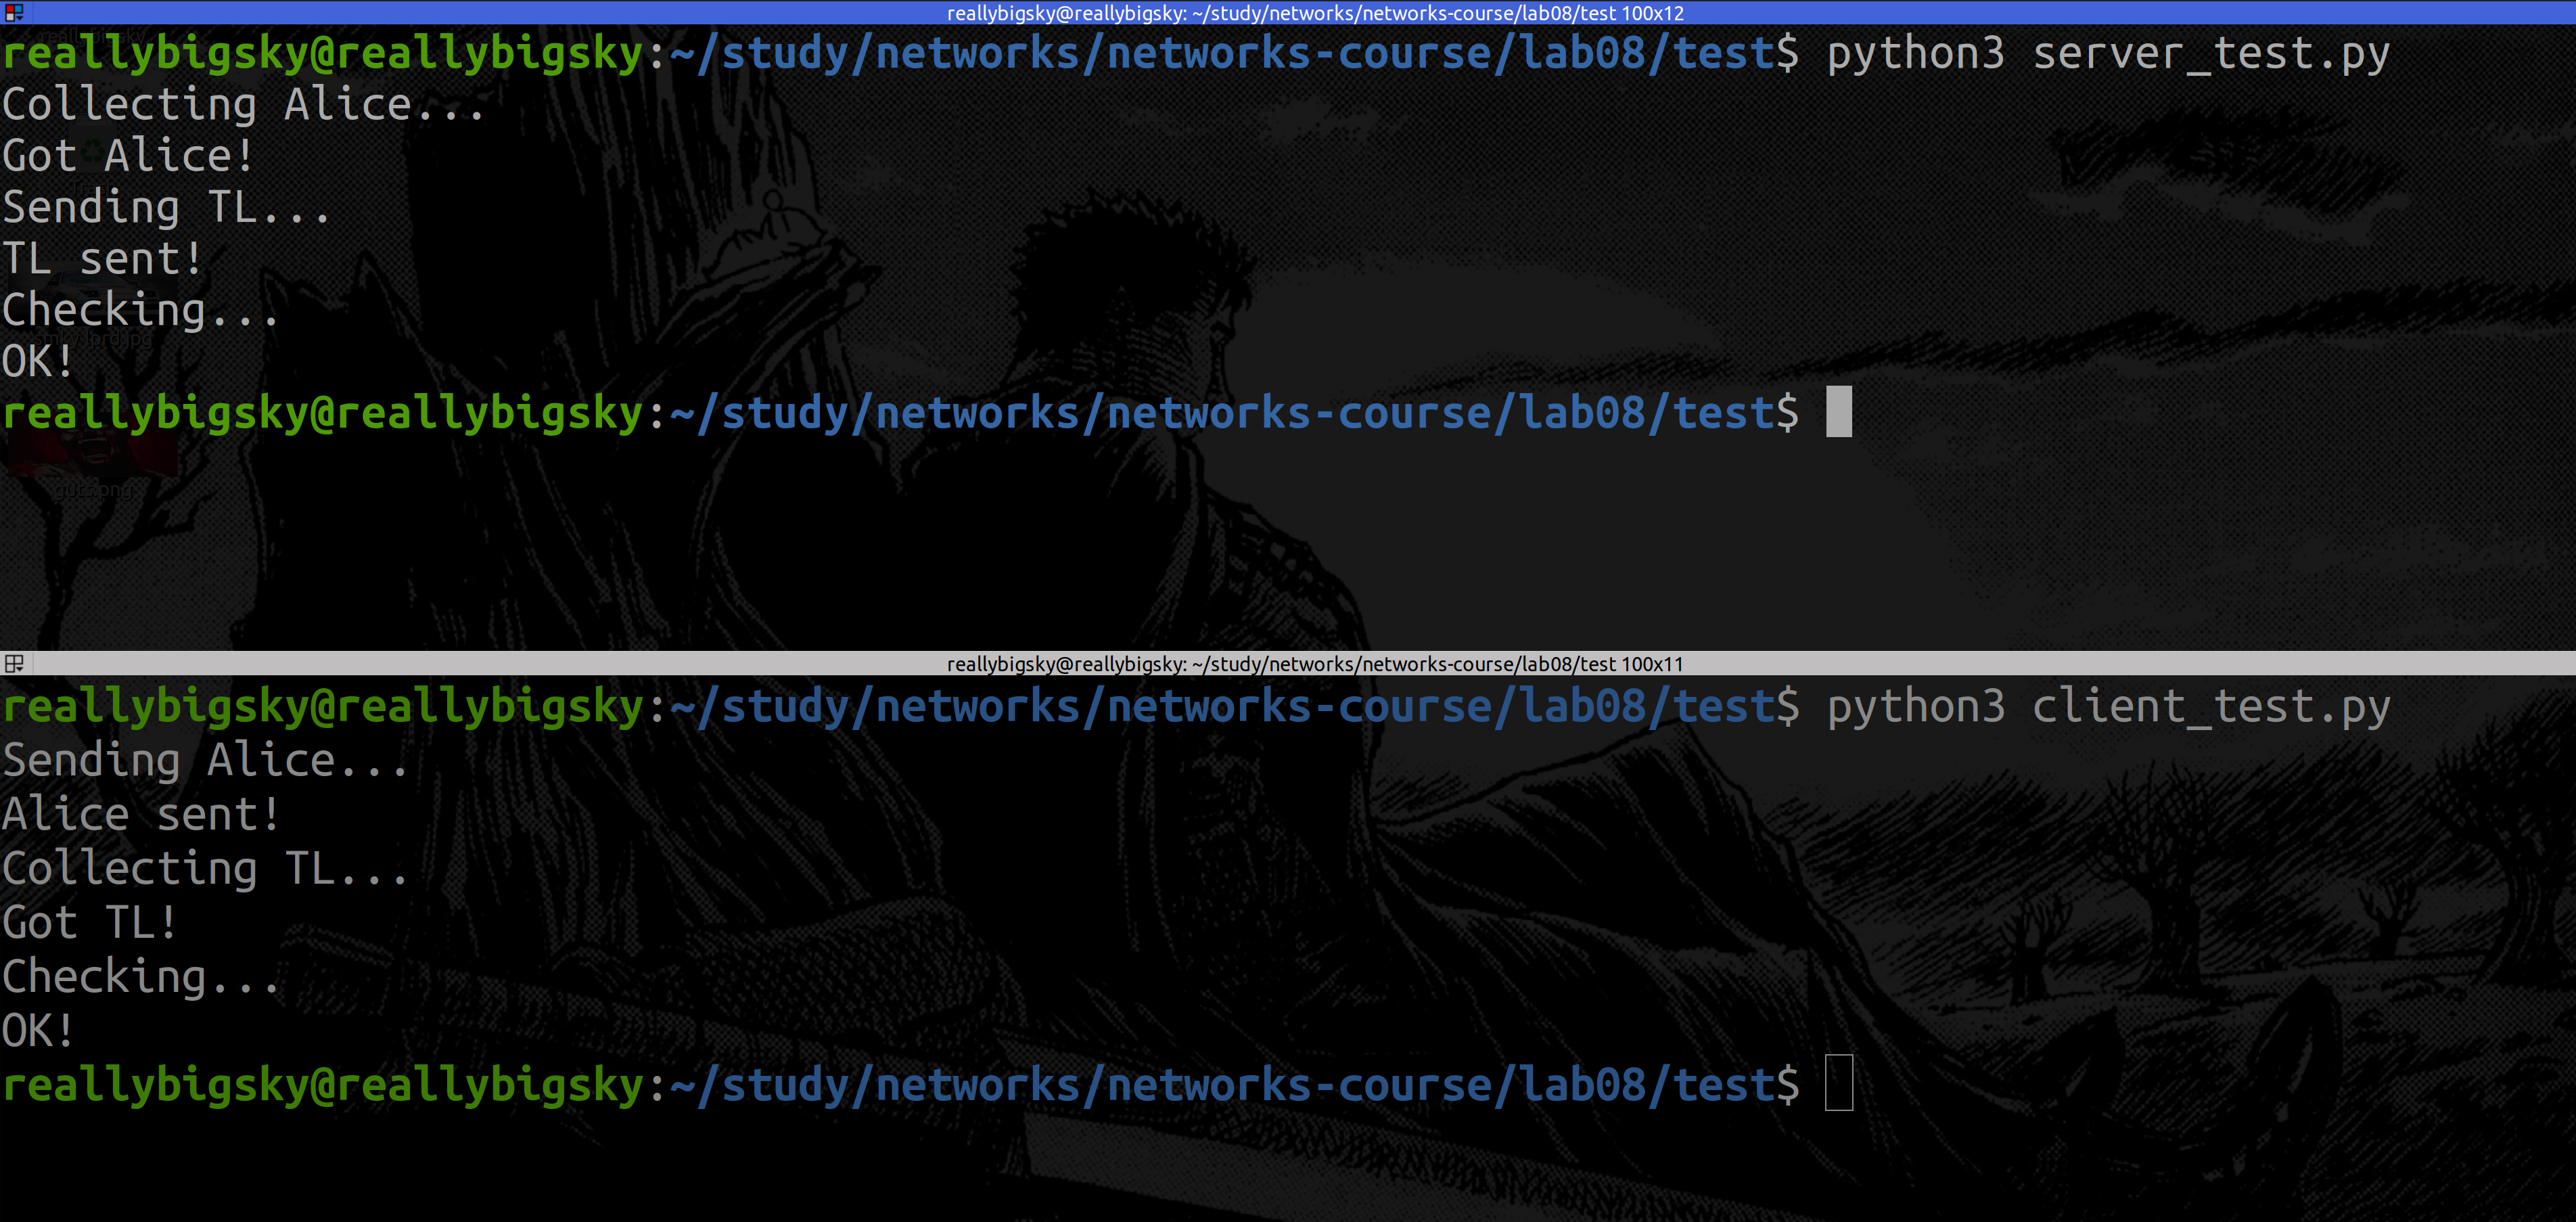 reallybigsky@reallybigsky: ~/study/networks/networks-course/lab08/test 100x12
reallybigsky@reallybigsky:~/study/networks/networks-course/lab08/test$ python3 server_test.py
Collecting Alice...
Got Alice!
Sending TL...
TL sent!
Checking...
OK!
reallybigsky@reallybigsky:~/study/networks/networks-course/lab08/test$
guts.png
reallybigsky@reallybigsky: ~/study/networks/networks-course/lab08/test 100x11
reallybigsky@reallybigsky:~/study/networks/networks-course/lab08/test$ python3 client_test.py
Sending Alice...
Alice sent!
Collecting TL...
Got TL!
Checking...
OK!
reallybigsky@reallybigsky:~/study/networks/networks-course/lab08/test$